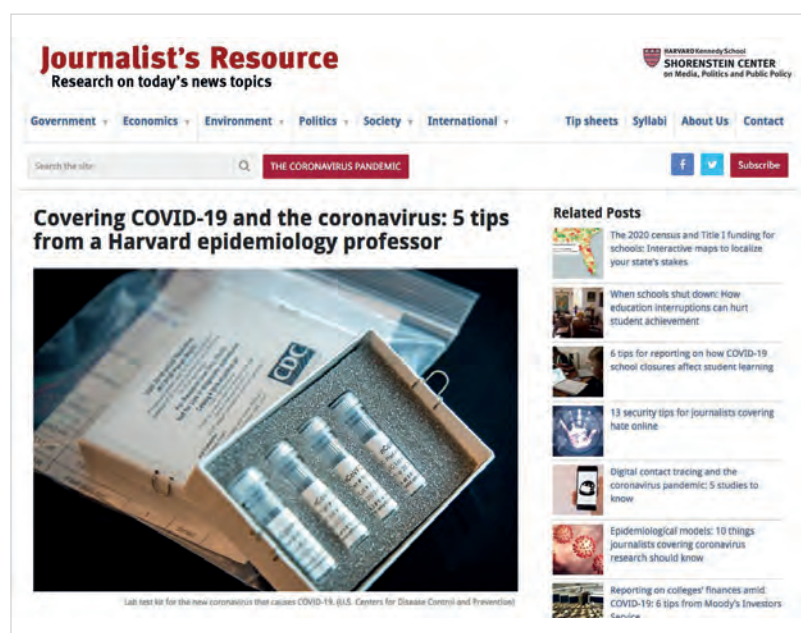 Journalist's Resource
Research on today's news topics
HARVARD Kennedy School
SHORENSTEIN CENTER
on Media, Politics and Public Policy
Government Economics Environment Politics Society International Tip sheets Syllabi About Us Contact
Search the site
THE CORONAVIRUS PANDEMIC
Subscribe
Covering COVID-19 and the coronavirus: 5 tips
from a Harvard epidemiology professor
CDC
Lab test kit for the new coronavirus that causes COVID-19. (U.S. Centers for Disease Control and Prevention)
Related Posts
The 2020 census and Title I funding for
schools: Interactive maps to localize
your state's stakes
When schools shut down: How
education interruptions can hurt
student achievement
6 tips for reporting on how COVID-19
school closures affect student learning
13 security tips for journalists covering
hate online
Digital contact tracing and the
coronavirus pandemic: 5 studies to
know
Epidemiological models: 10 things
journalists covering coronavirus
research should know
Reporting on colleges' finances amid
COVID-19: 6 tips from Moody's Investors
Service